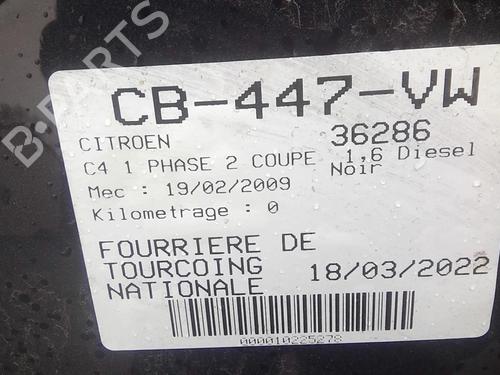 B-PARTS
CB-447-VW
CITROEN 36286
C4 1 PHASE 2 COUPE 1,6 Diesel
Mec : 19/02/2009 Noir
Kilometrage : 0
FOURRIERE DE
TOURCOING 18/03/2022
NATIONALE
000010225278